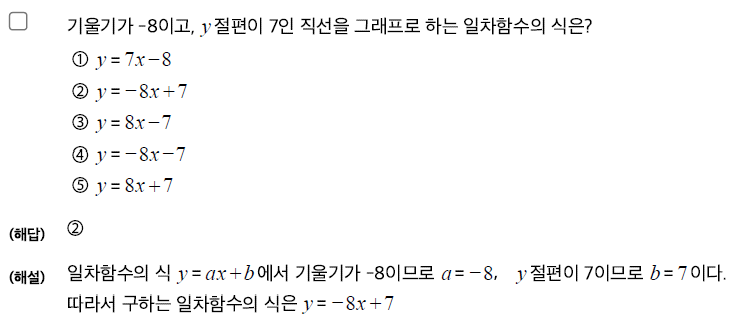 기울기가 -8이고, y절편이 7인 직선을 그래프로 하는 일차함수의 식은?
① y = 7x - 8
② y = -8x + 7
③ y = 8x - 7
④ y = -8x - 7
⑤ y = 8x + 7
(해답) ②
(해설) 일차함수의 식 y = ax + b에서 기울기가 -8이므로 a = -8, y절편이 7이므로 b = 7이다.
따라서 구하는 일차함수의 식은 y = -8x + 7